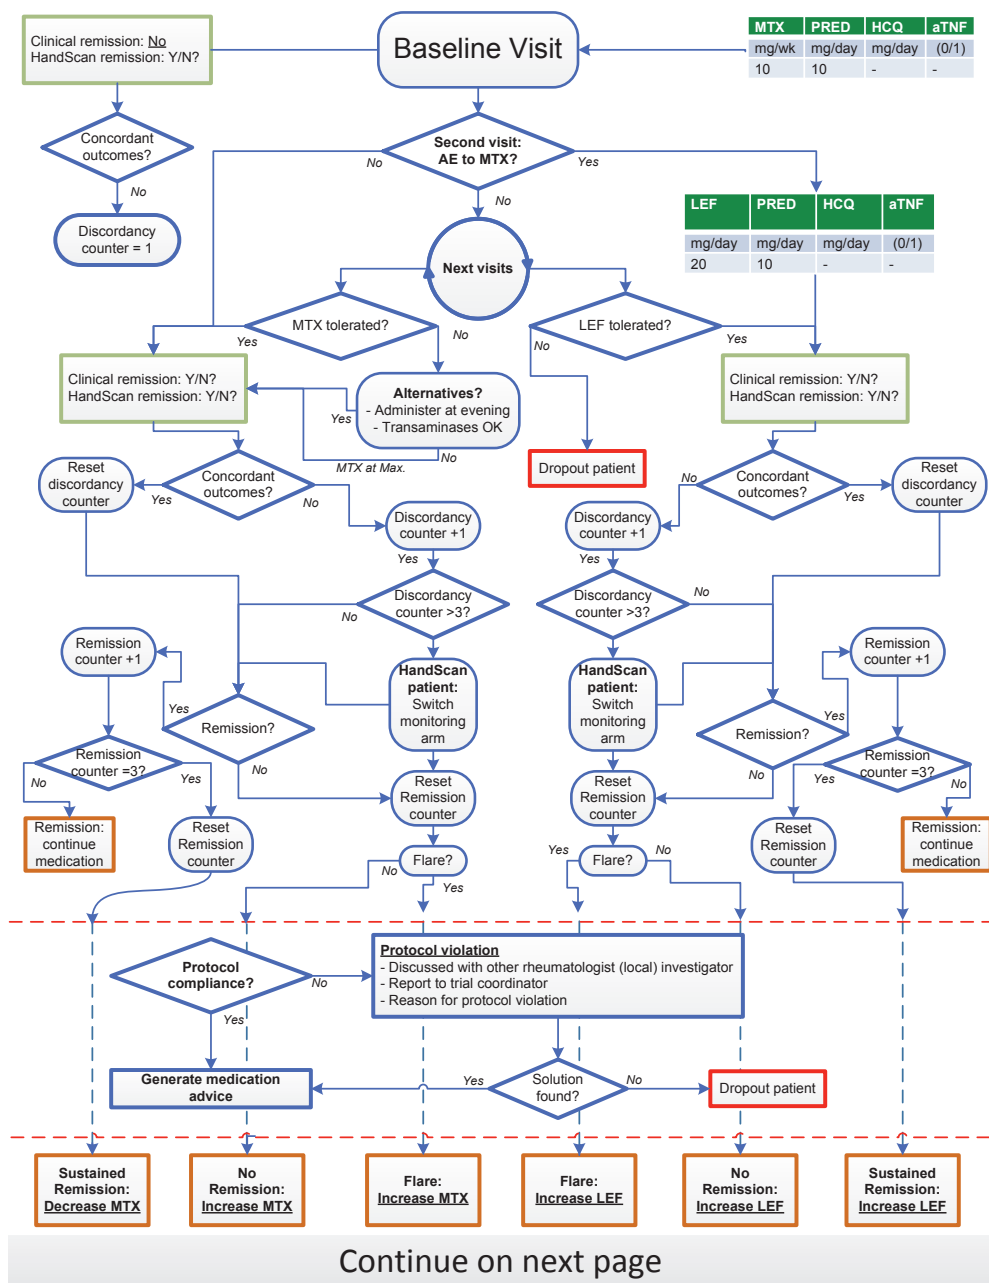 Clinical remission: No
HandScan remission: Y/N?
Baseline Visit
MTX PRED HCQ aTNF
mg/wk mg/day mg/day (0/1)
10 10 - -
Concordant
outcomes?
No
Discordancy
counter = 1
Second visit:
AE to MTX?
No
Yes
No
LEF PRED HCQ aTNF
mg/day mg/day mg/day (0/1)
20 10 - -
Next visits
MTX tolerated?
Yes
No
LEF tolerated?
No
Yes
Clinical remission: Y/N?
HandScan remission: Y/N?
Alternatives?
- Administer at evening
- Transaminases OK
Yes
No
MTX at Max.
Dropout patient
Clinical remission: Y/N?
HandScan remission: Y/N?
Reset
discordancy
counter
Yes
Concordant
outcomes?
No
Discordancy
counter +1
Yes
Discordancy
counter >3?
No
Discordancy
counter +1
No
Concordant
outcomes?
Yes
Reset
discordancy
counter
Yes
Discordancy
counter >3?
No
Remission
counter +1
Yes
Remission?
No
HandScan
patient:
Switch
monitoring
arm
HandScan
patient:
Switch
monitoring
arm
Remission?
Yes
No
Remission
counter +1
Remission
counter =3?
No
Yes
Reset
Remission
counter
Reset
Remission
counter
Remission
counter =3?
Yes
No
Remission:
continue
medication
Reset
Remission
counter
Flare?
No
Yes
Flare?
Yes
No
Reset
Remission
counter
Remission:
continue
medication
Protocol
compliance?
No
Yes
Protocol violation
- Discussed with other rheumatologist (local) investigator
- Report to trial coordinator
- Reason for protocol violation
Generate medication
advice
Yes
Solution
found?
No
Dropout patient
Sustained
Remission:
Decrease MTX
No
Remission:
Increase MTX
Flare:
Increase MTX
Flare:
Increase LEF
No
Remission:
Increase LEF
Sustained
Remission:
Increase LEF
Continue on next page